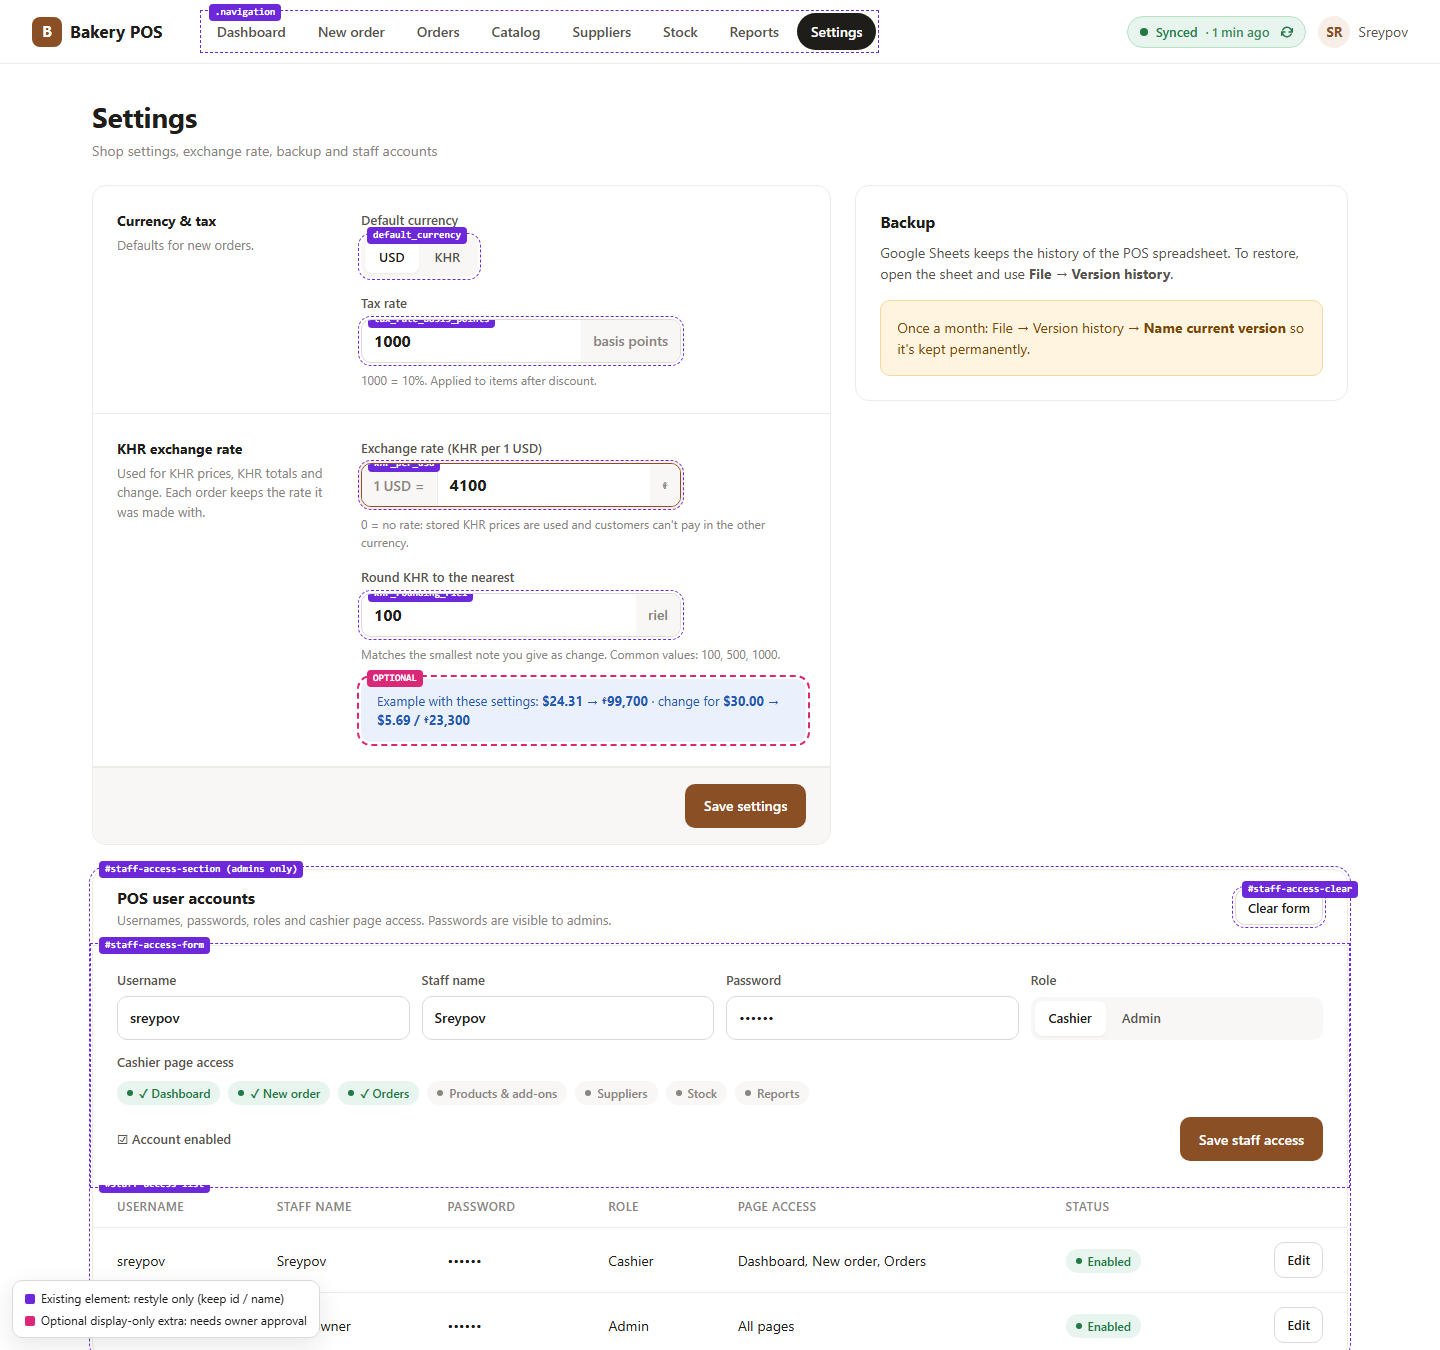 .navigation
B Bakery POS Dashboard New order Orders Catalog Suppliers Stock Reports Settings Synced · 1 min ago SR Sreypov
Settings
Shop settings, exchange rate, backup and staff accounts
Currency & tax
Defaults for new orders.
Default currency
default_currency
USD KHR
Tax rate
1000 basis points
1000 = 10%. Applied to items after discount.
KHR exchange rate
Used for KHR prices, KHR totals and
change. Each order keeps the rate it
was made with.
Exchange rate (KHR per 1 USD)
1 USD = 4100 ៛
0 = no rate: stored KHR prices are used and customers can't pay in the other
currency.
Round KHR to the nearest
100 riel
Matches the smallest note you give as change. Common values: 100, 500, 1000.
OPTIONAL
Example with these settings: $24.31 → ៛99,700 · change for $30.00 →
$5.69 / ៛23,300
Save settings
Backup
Google Sheets keeps the history of the POS spreadsheet. To restore,
open the sheet and use File → Version history.
Once a month: File → Version history → Name current version so
it's kept permanently.
#staff-access-section (admins only)
POS user accounts
Usernames, passwords, roles and cashier page access. Passwords are visible to admins.
#staff-access-clear
Clear form
#staff-access-form
Username Staff name Password Role
sreypov Sreypov •••••• Cashier Admin
Cashier page access
✓ Dashboard ✓ New order ✓ Orders Products & add-ons Suppliers Stock Reports
☑ Account enabled
Save staff access
USERNAME STAFF NAME PASSWORD ROLE PAGE ACCESS STATUS
sreypov Sreypov •••••• Cashier Dashboard, New order, Orders Enabled Edit
wner •••••• Admin All pages Enabled Edit
Existing element: restyle only (keep id / name)
Optional display-only extra: needs owner approval